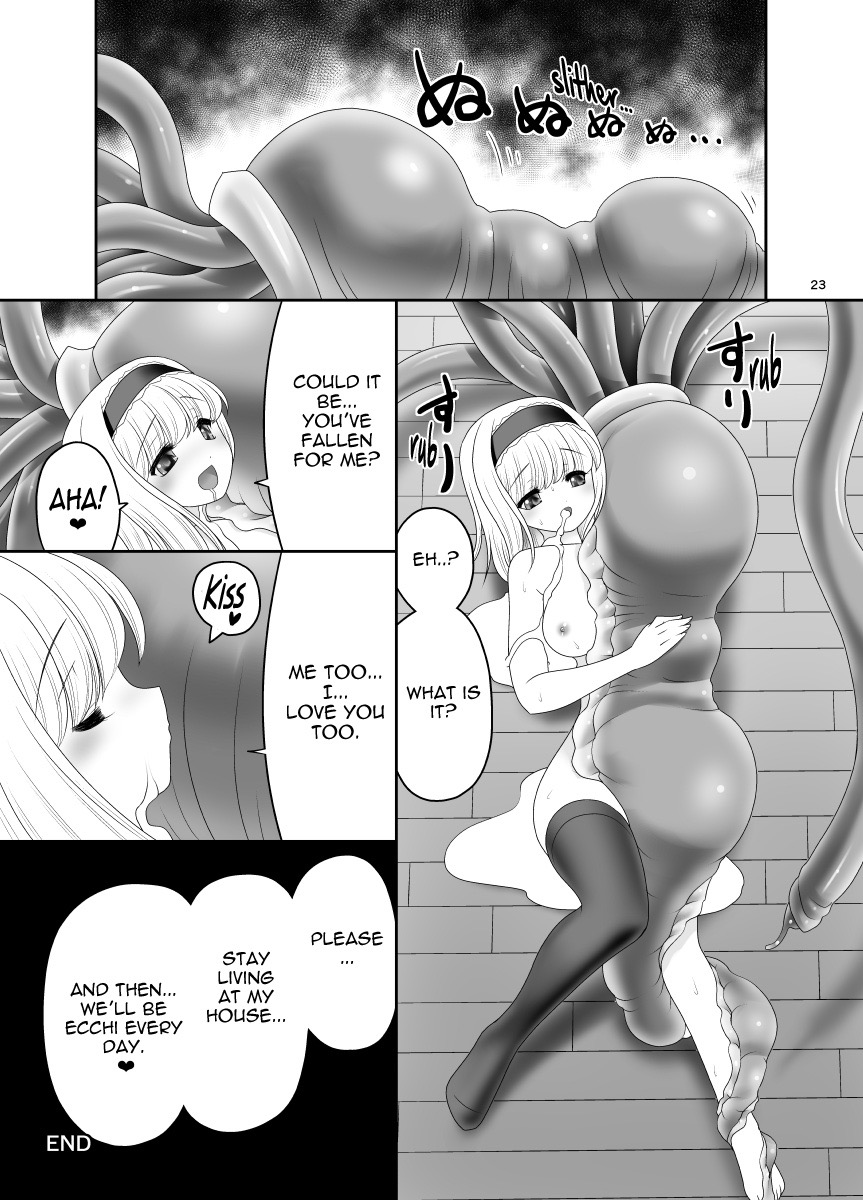 ぬぬぬぬ...
slither...
23
すり
rub
すり
rub
EH..?
WHAT IS
IT?
COULD IT
BE...
YOU'VE
FALLEN
FOR ME?
AHA!
♥
Kiss
♥
ME TOO...
I...
LOVE YOU
TOO.
PLEASE
...
STAY
LIVING
AT MY
HOUSE...
AND THEN...
WE'LL BE
ECCHI EVERY
DAY.
♥
END